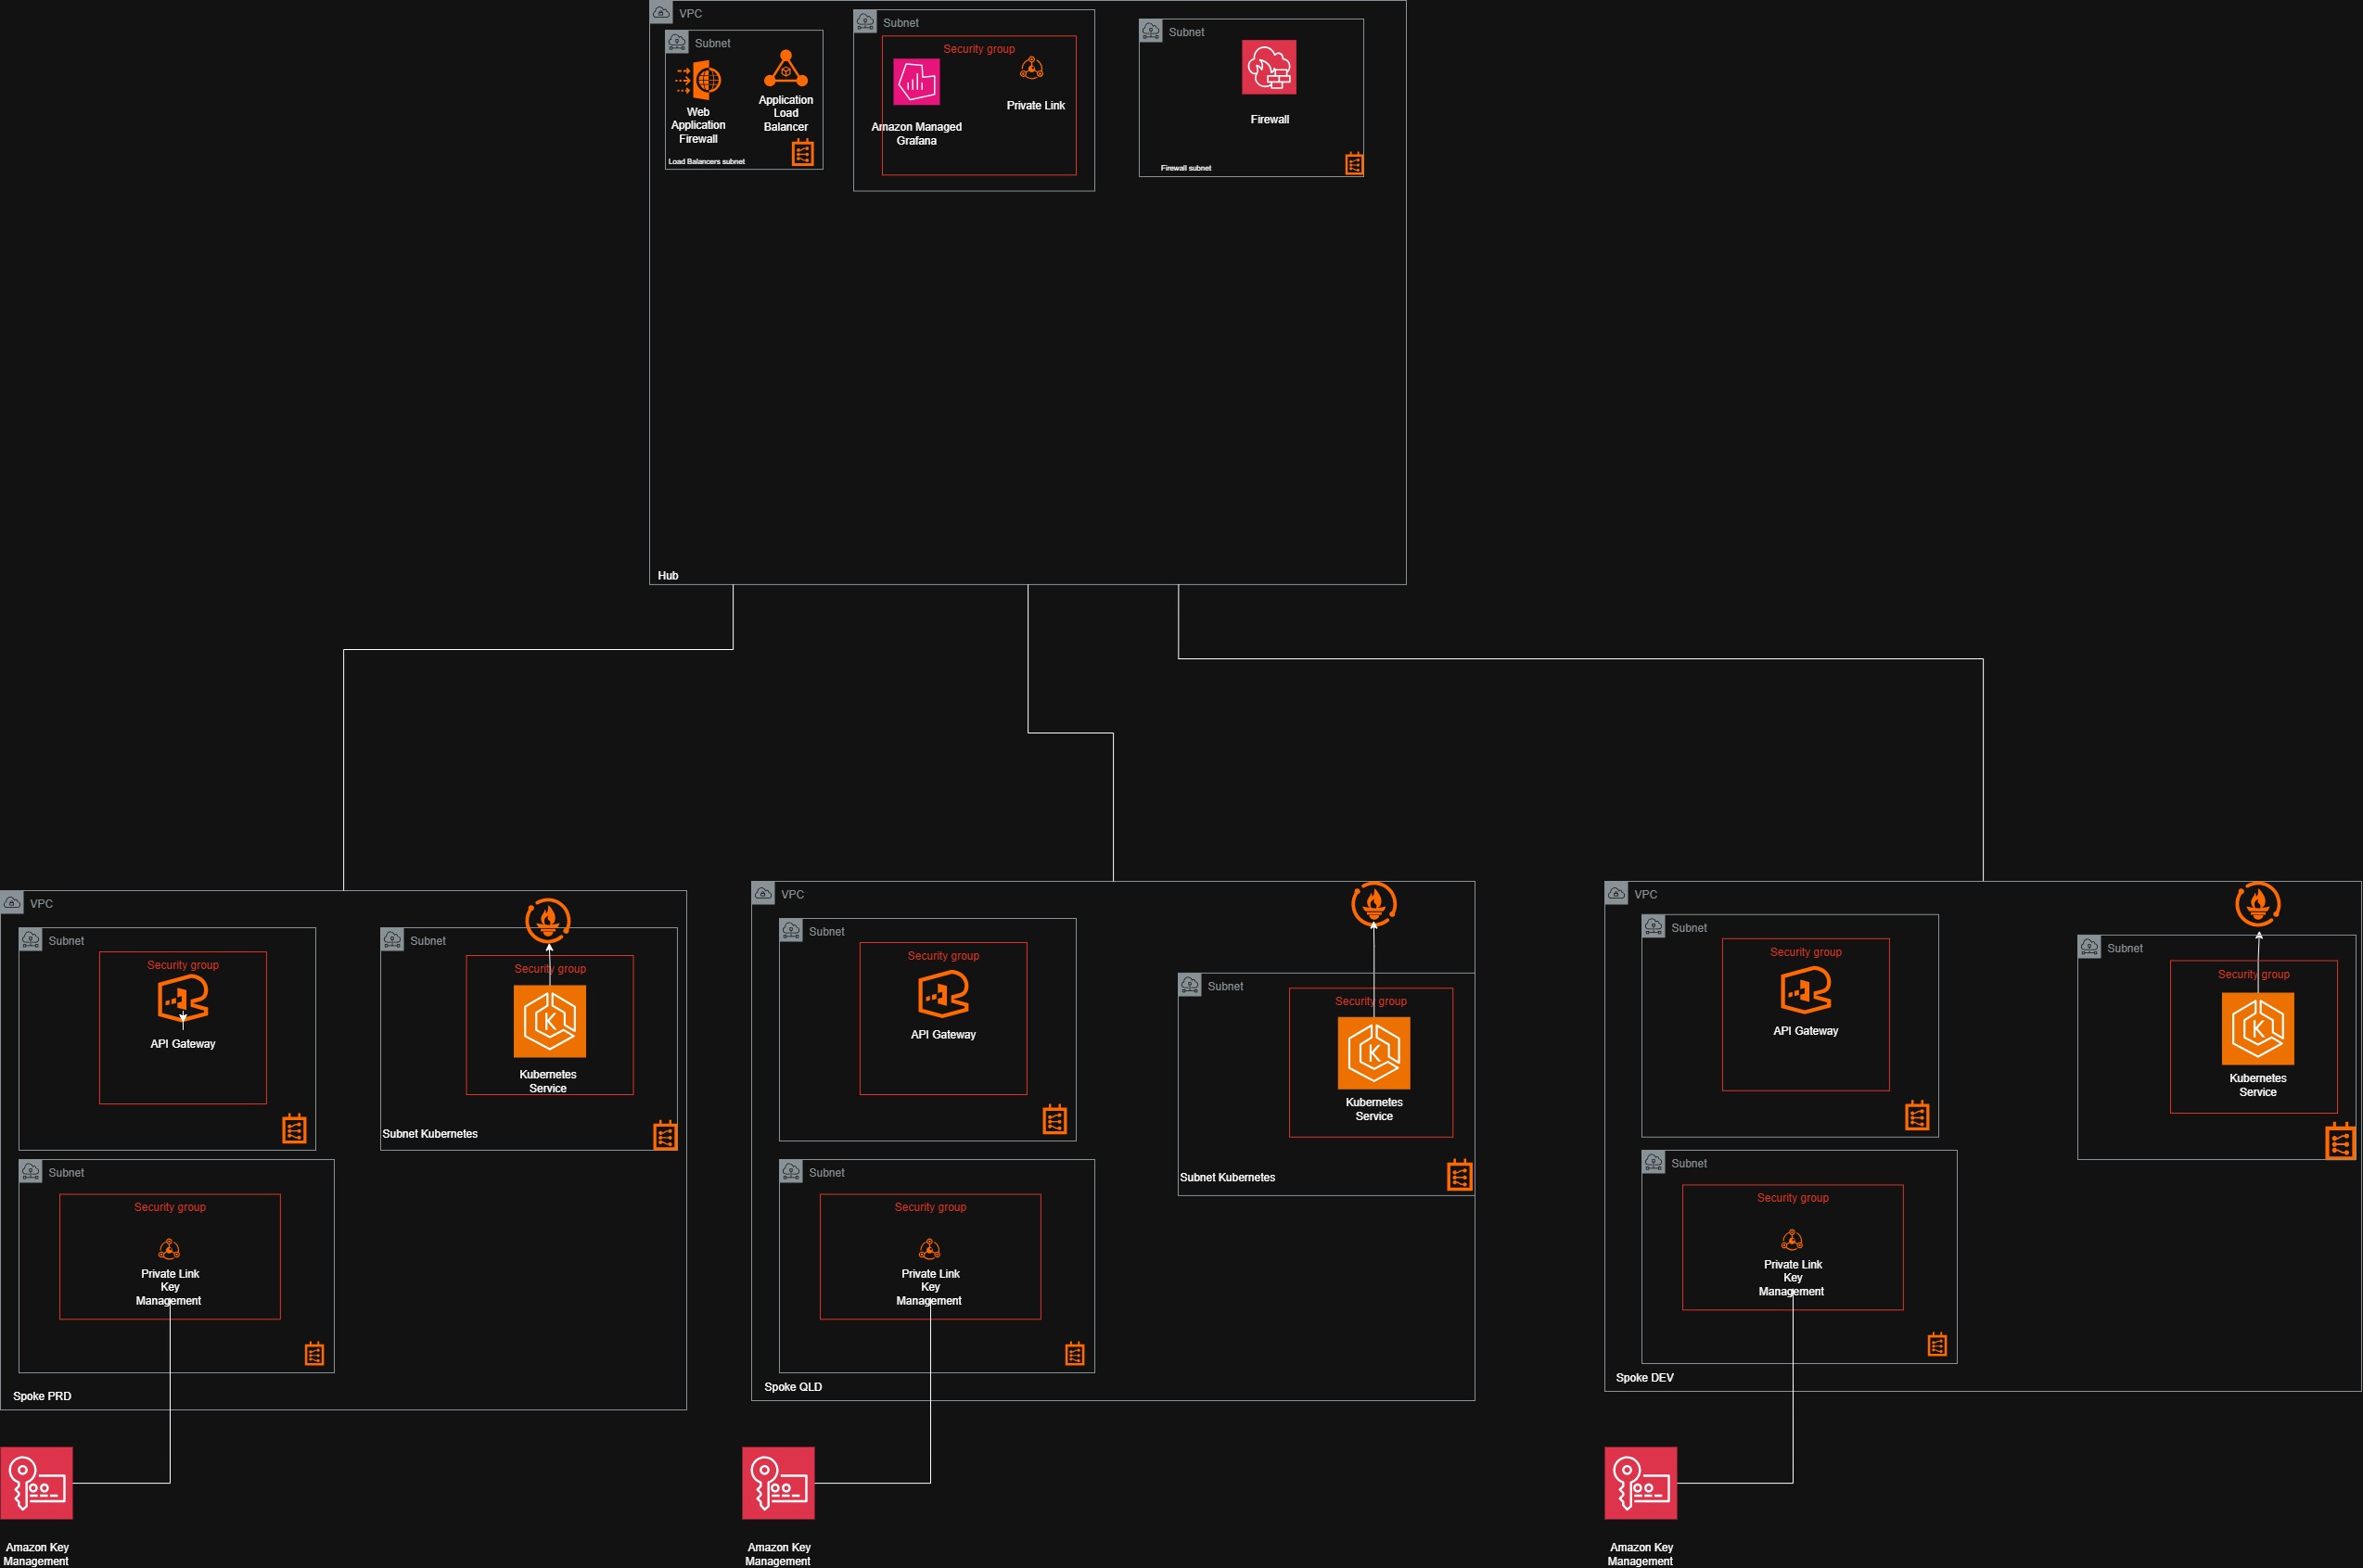 VPC
Subnet
Web
Application
Firewall
Application
Load
Balancer
Load Balancers subnet
Subnet
Security group
Amazon Managed
Grafana
Private Link
Subnet
Firewall
Firewall subnet
Hub
VPC
Subnet
Security group
API Gateway
Subnet
Security group
Kubernetes
Service
Subnet Kubernetes
Subnet
Security group
Private Link
Key
Management
Spoke PRD
Amazon Key
Management
VPC
Subnet
Security group
API Gateway
Subnet
Security group
Kubernetes
Service
Subnet Kubernetes
Subnet
Security group
Private Link
Key
Management
Spoke QLD
Amazon Key
Management
VPC
Subnet
Security group
API Gateway
Subnet
Security group
Kubernetes
Service
Subnet
Security group
Private Link
Key
Management
Spoke DEV
Amazon Key
Management